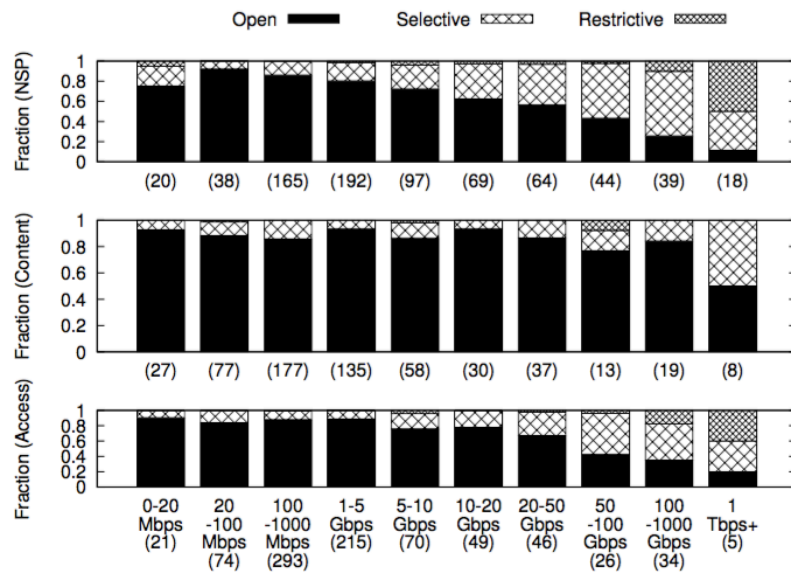 Open Selective Restrictive
Fraction (NSP)
1
0.8
0.6
0.4
0.2
0
(20) (38) (165) (192) (97) (69) (64) (44) (39) (18)
Fraction (Content)
1
0.8
0.6
0.4
0.2
0
(27) (77) (177) (135) (58) (30) (37) (13) (19) (8)
Fraction (Access)
1
0.8
0.6
0.4
0.2
0
0-20 20 100 1-5 5-10 10-20 20-50 50 100 1
Mbps -100 -1000 Gbps Gbps Gbps Gbps -100 -1000 Tbps+
(21) Mbps Mbps (215) (70) (49) (46) Gbps Gbps (5)
(74) (293) (26) (34)